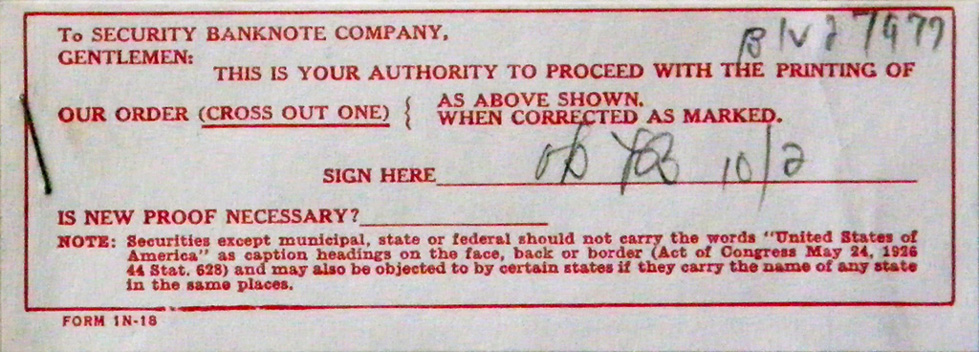 To SECURITY BANKNOTE COMPANY,
GENTLEMEN:
THIS IS YOUR AUTHORITY TO PROCEED WITH THE PRINTING OF
OUR ORDER (CROSS OUT ONE) { AS ABOVE SHOWN.
WHEN CORRECTED AS MARKED.
SIGN HERE 10/2
IS NEW PROOF NECESSARY?
NOTE: Securities except municipal, state or federal should not carry the words "United States of
America" as caption headings on the face, back or border (Act of Congress May 24, 1926
44 Stat. 628) and may also be objected to by certain states if they carry the name of any state
in the same places.
FORM 1N-18